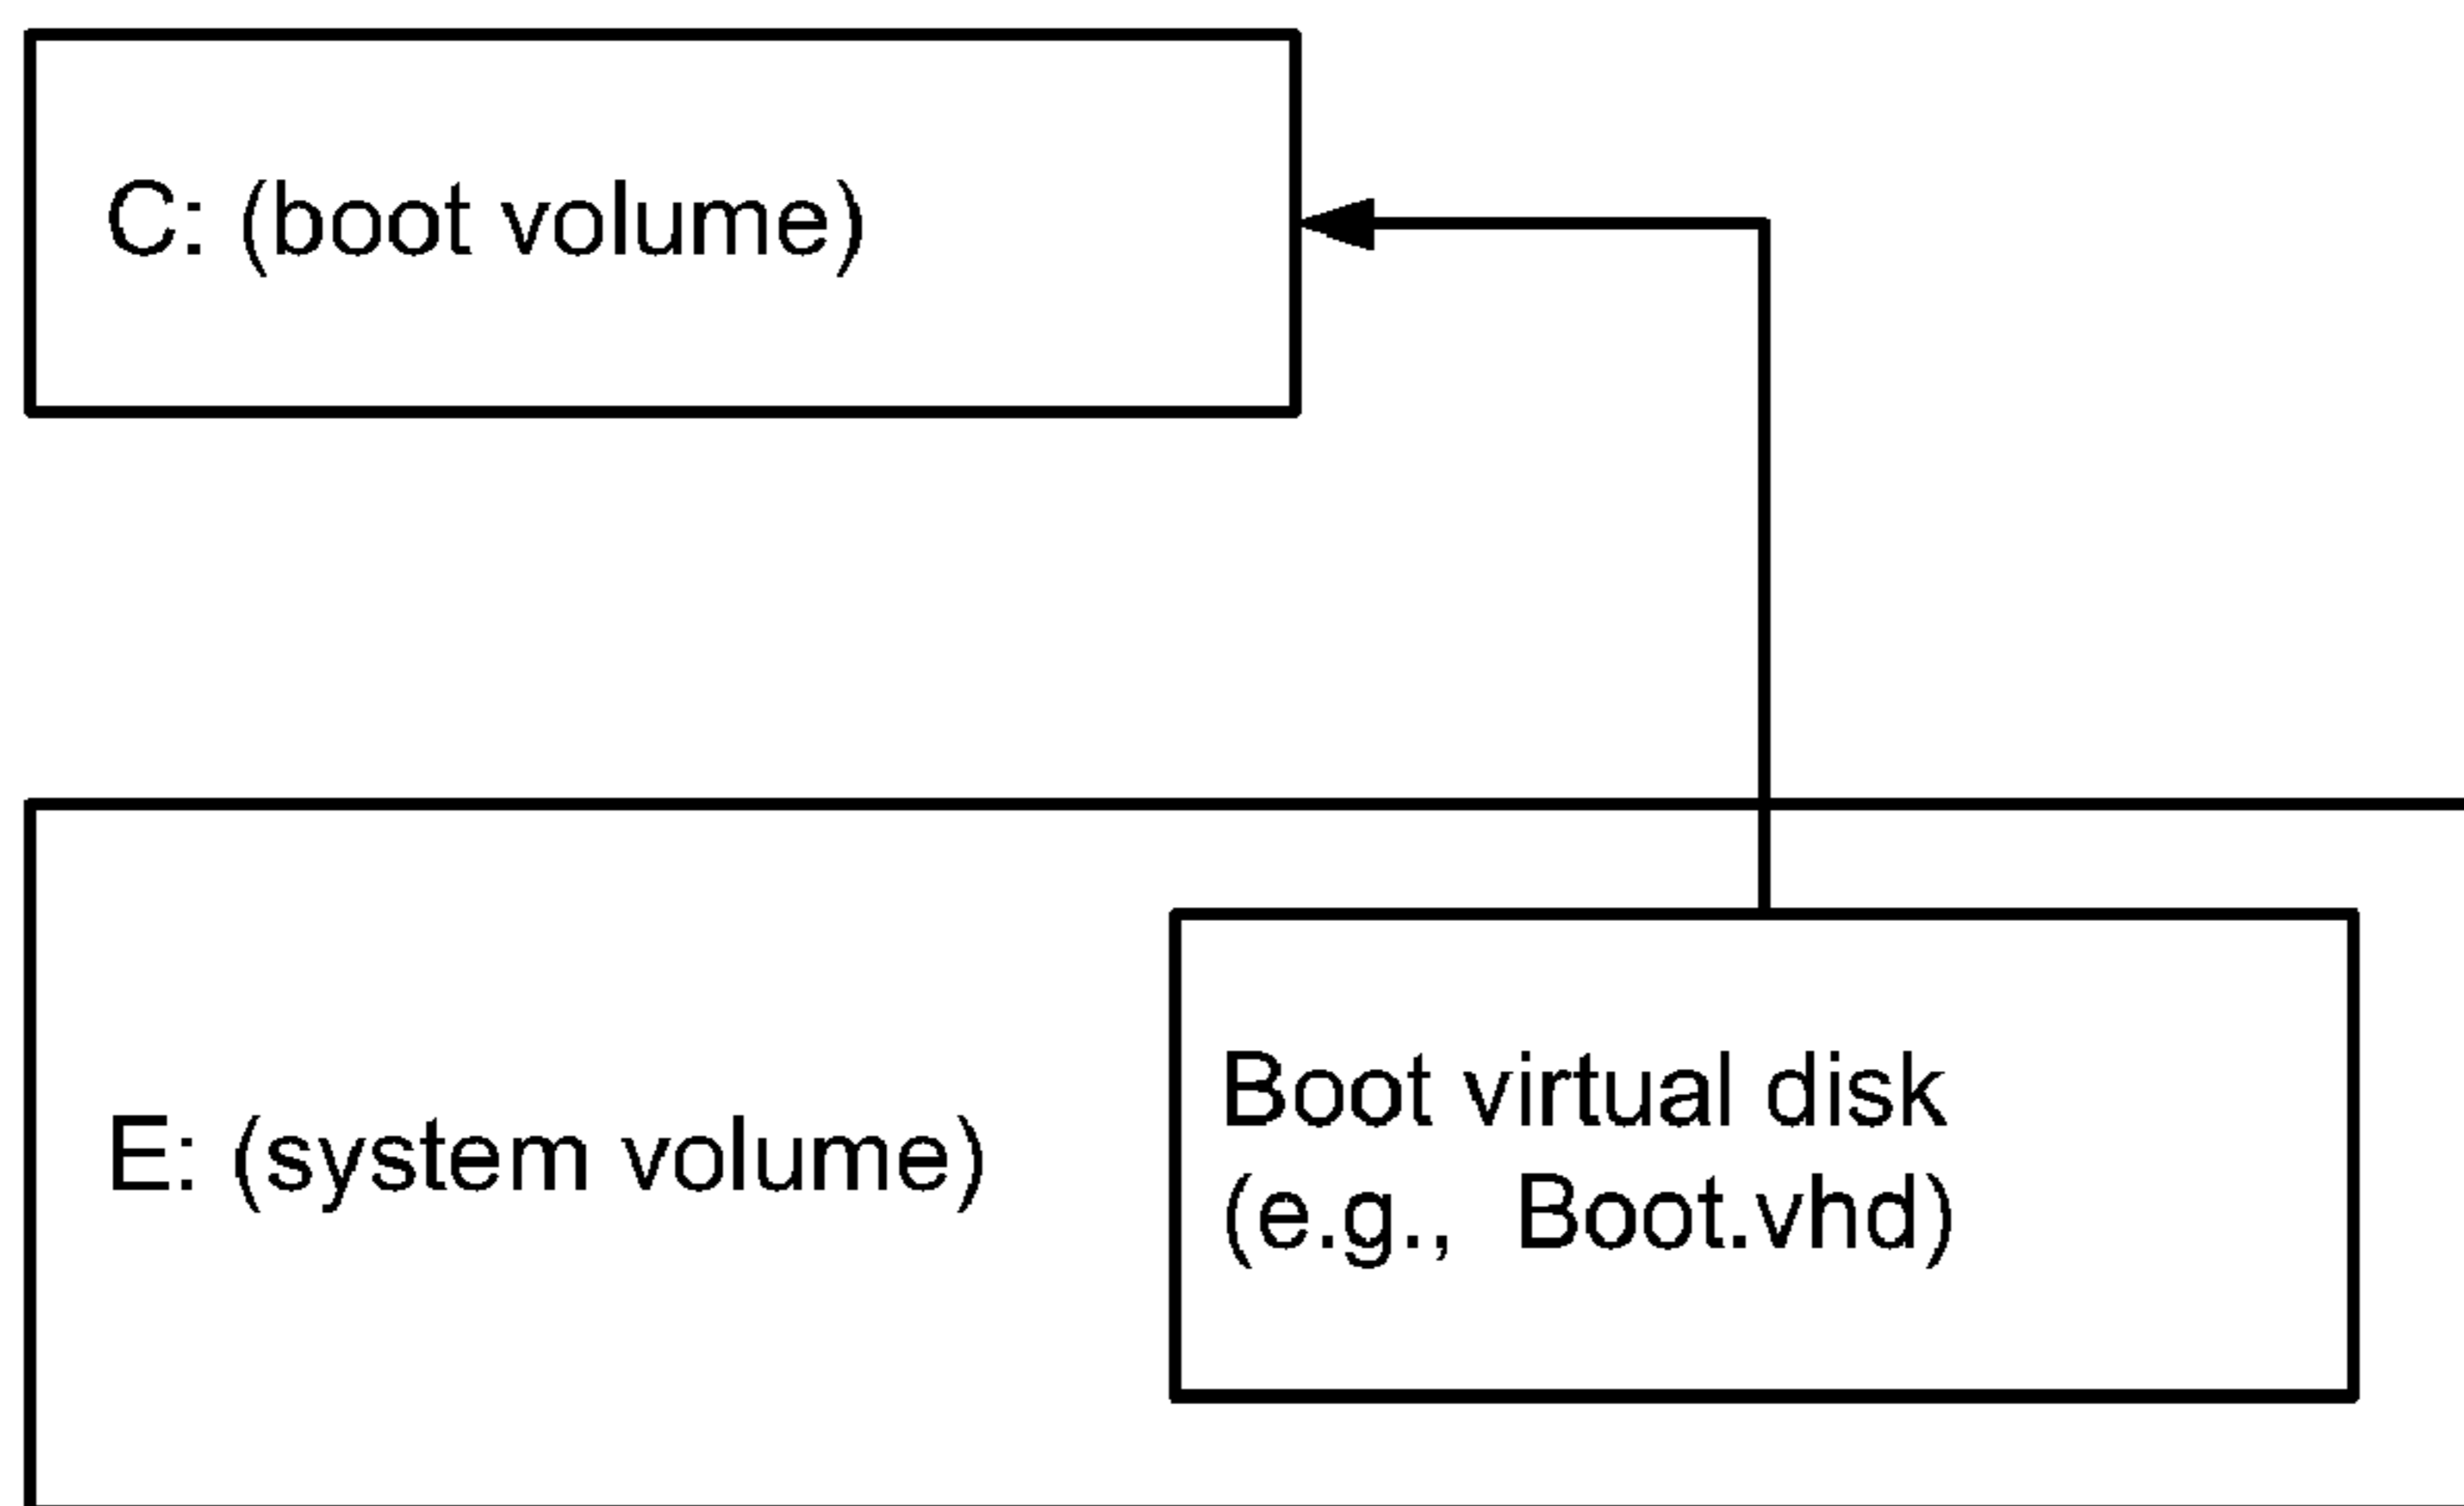 C: (boot volume)
E: (system volume)
Boot virtual disk
(e.g., Boot.vhd)